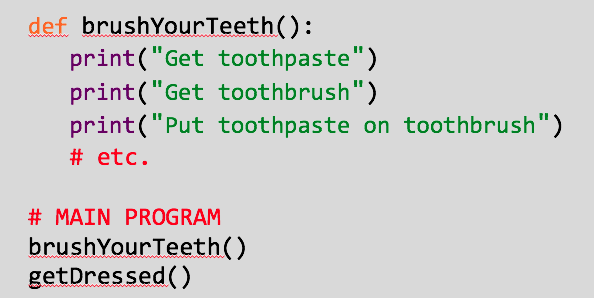 def brushYourTeeth():
print("Get toothpaste")
print("Get toothbrush")
print("Put toothpaste on toothbrush")
# etc.
# MAIN PROGRAM
brushYourTeeth()
getDressed()